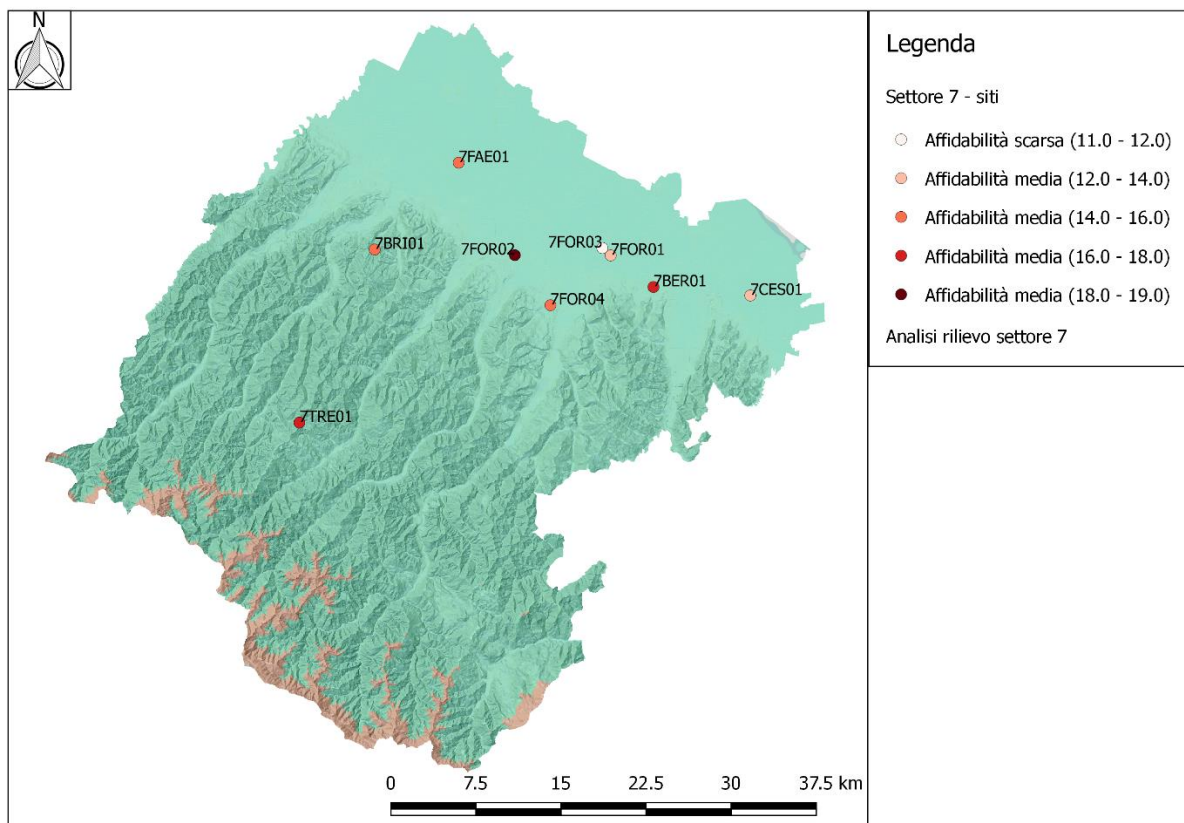 N
7FAE01
7BRI01
7FOR02
7FOR03
7FOR01
7BER01
7CES01
7FOR04
7TRE01
0 7.5 15 22.5 30 37.5 km
Legenda
Settore 7 - siti
Affidabilità scarsa (11.0 - 12.0)
Affidabilità media (12.0 - 14.0)
Affidabilità media (14.0 - 16.0)
Affidabilità media (16.0 - 18.0)
Affidabilità media (18.0 - 19.0)
Analisi rilievo settore 7